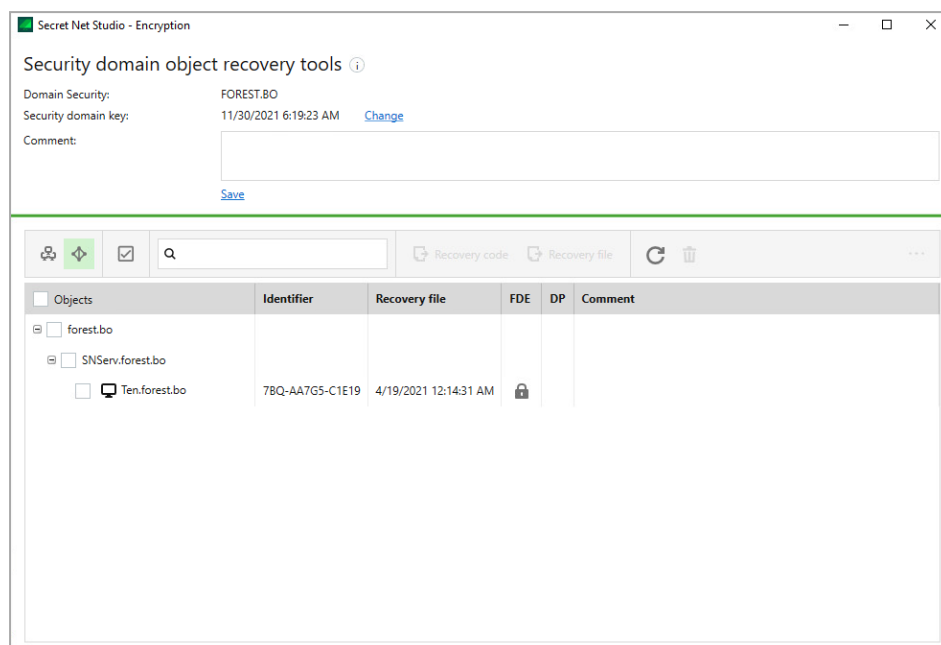 Secret Net Studio - Encryption
Security domain object recovery tools
Domain Security: FOREST.BO
Security domain key: 11/30/2021 6:19:23 AM Change
Comment:
Save
Recovery code Recovery file
Objects Identifier Recovery file FDE DP Comment
forest.bo
SNServ.forest.bo
Ten.forest.bo 7BQ-AA7G5-C1E19 4/19/2021 12:14:31 AM